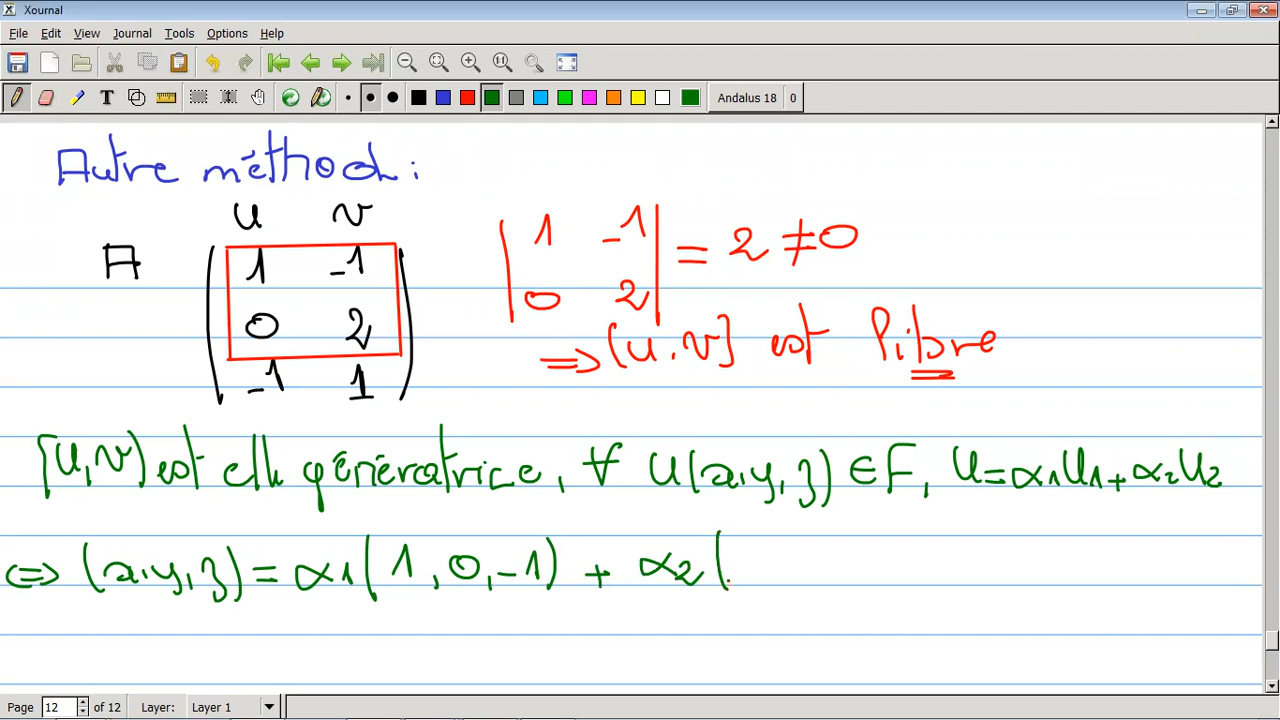 Xournal
File Edit View Journal Tools Options Help
Andalus 18 0
Autre méthode :
u v
A
1 -1
0 2
-1 1
| 1 -1 |
| 0 2 | = 2 ≠ 0
⟹ {u, v} est libre
{u, v} est elle génératrice, ∀ U(x, y, z) ∈ F, U = α1U1 + α2U2
⟺ (x, y, z) = α1(1, 0, -1) + α2(
Page 12 of 12 Layer: Layer 1